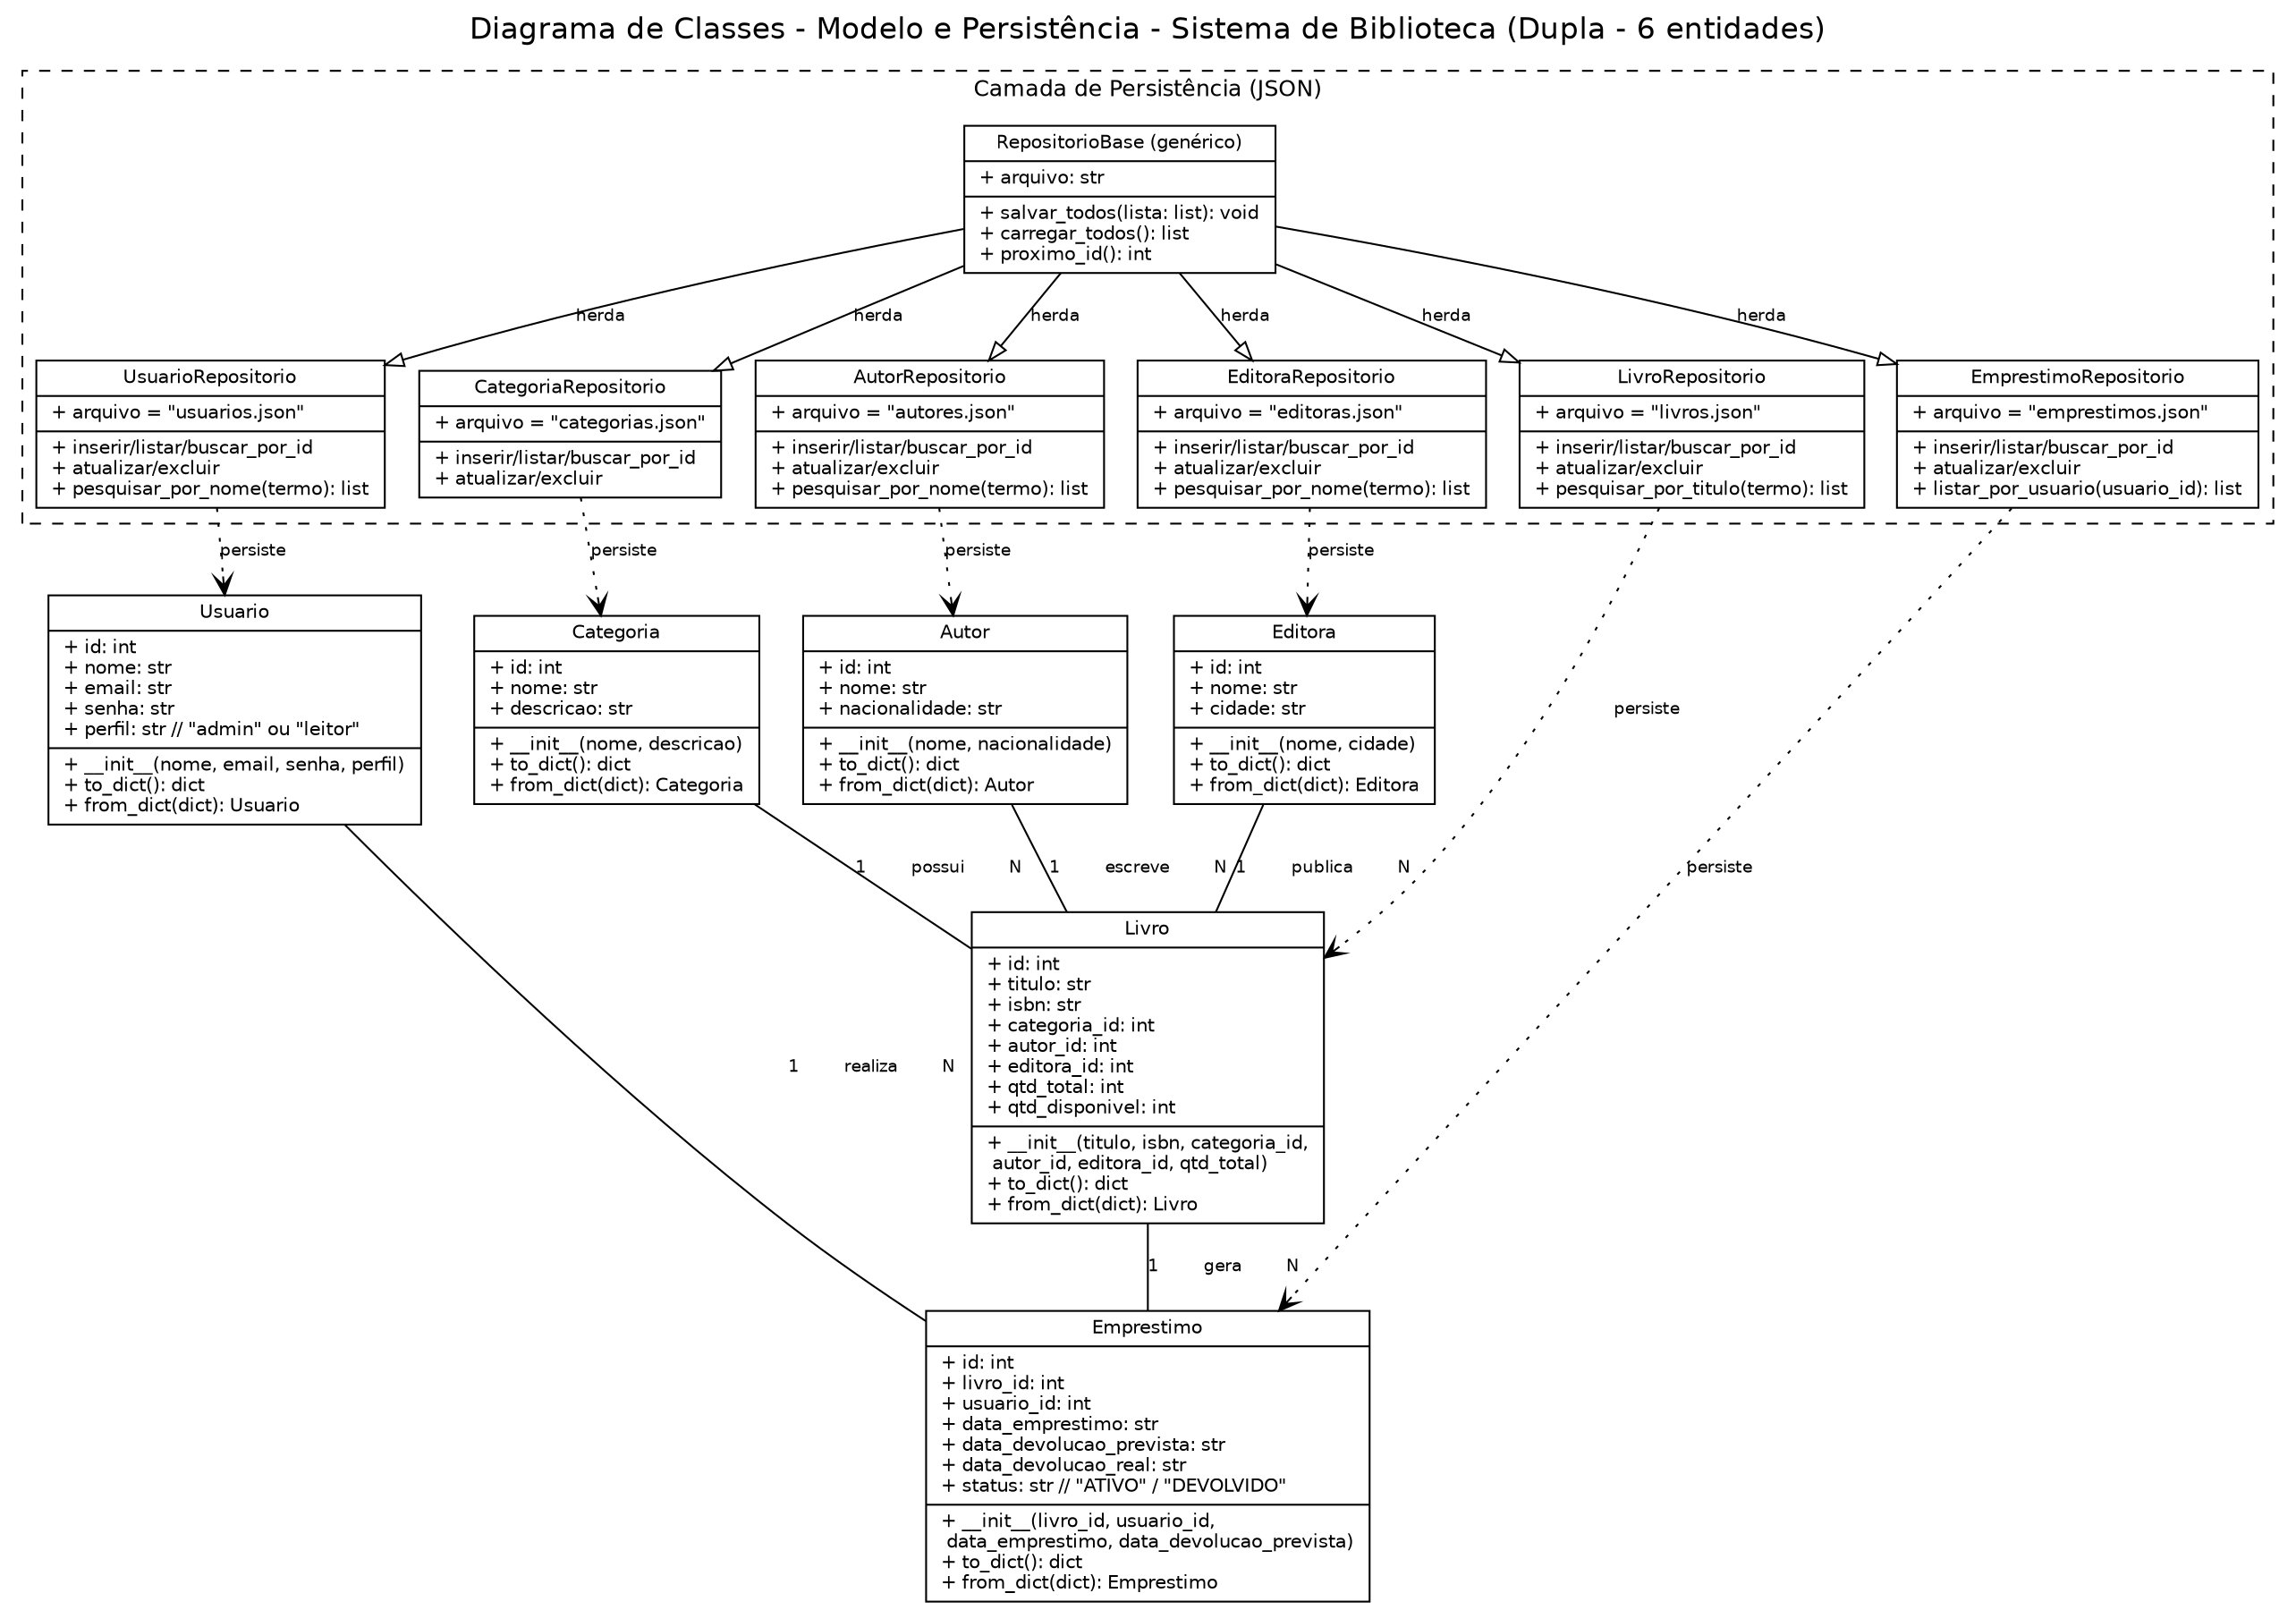 Diagrama de Classes - Modelo e Persistência - Sistema de Biblioteca (Dupla - 6 entidades)
Camada de Persistência (JSON)
RepositorioBase (genérico)
+ arquivo: str
+ salvar_todos(lista: list): void
+ carregar_todos(): list
+ proximo_id(): int
herda
herda
herda
herda
herda
herda
UsuarioRepositorio
+ arquivo = "usuarios.json"
+ inserir/listar/buscar_por_id
+ atualizar/excluir
+ pesquisar_por_nome(termo): list
CategoriaRepositorio
+ arquivo = "categorias.json"
+ inserir/listar/buscar_por_id
+ atualizar/excluir
AutorRepositorio
+ arquivo = "autores.json"
+ inserir/listar/buscar_por_id
+ atualizar/excluir
+ pesquisar_por_nome(termo): list
EditoraRepositorio
+ arquivo = "editoras.json"
+ inserir/listar/buscar_por_id
+ atualizar/excluir
+ pesquisar_por_nome(termo): list
LivroRepositorio
+ arquivo = "livros.json"
+ inserir/listar/buscar_por_id
+ atualizar/excluir
+ pesquisar_por_titulo(termo): list
EmprestimoRepositorio
+ arquivo = "emprestimos.json"
+ inserir/listar/buscar_por_id
+ atualizar/excluir
+ listar_por_usuario(usuario_id): list
persiste
persiste
persiste
persiste
Usuario
+ id: int
+ nome: str
+ email: str
+ senha: str
+ perfil: str // "admin" ou "leitor"
+ __init__(nome, email, senha, perfil)
+ to_dict(): dict
+ from_dict(dict): Usuario
Categoria
+ id: int
+ nome: str
+ descricao: str
+ __init__(nome, descricao)
+ to_dict(): dict
+ from_dict(dict): Categoria
Autor
+ id: int
+ nome: str
+ nacionalidade: str
+ __init__(nome, nacionalidade)
+ to_dict(): dict
+ from_dict(dict): Autor
Editora
+ id: int
+ nome: str
+ cidade: str
+ __init__(nome, cidade)
+ to_dict(): dict
+ from_dict(dict): Editora
persiste
1 possui N
1 escreve N
1 publica N
persiste
Livro
+ id: int
+ titulo: str
+ isbn: str
+ categoria_id: int
+ autor_id: int
+ editora_id: int
+ qtd_total: int
+ qtd_disponivel: int
+ __init__(titulo, isbn, categoria_id,
autor_id, editora_id, qtd_total)
+ to_dict(): dict
+ from_dict(dict): Livro
1 realiza N
1 gera N
Emprestimo
+ id: int
+ livro_id: int
+ usuario_id: int
+ data_emprestimo: str
+ data_devolucao_prevista: str
+ data_devolucao_real: str
+ status: str // "ATIVO" / "DEVOLVIDO"
+ __init__(livro_id, usuario_id,
data_emprestimo, data_devolucao_prevista)
+ to_dict(): dict
+ from_dict(dict): Emprestimo